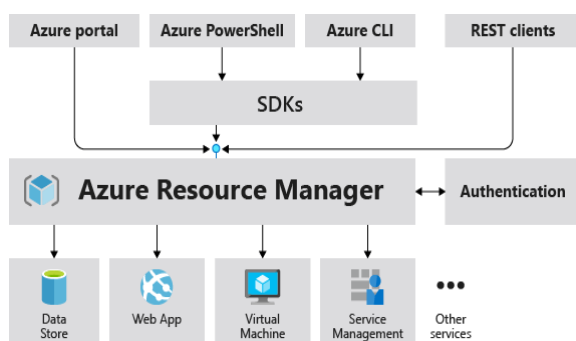 Azure portal
Azure PowerShell
Azure CLI
REST clients
SDKs
Azure Resource Manager
Authentication
Data
Store
Web App
Virtual
Machine
Service
Management
Other
services